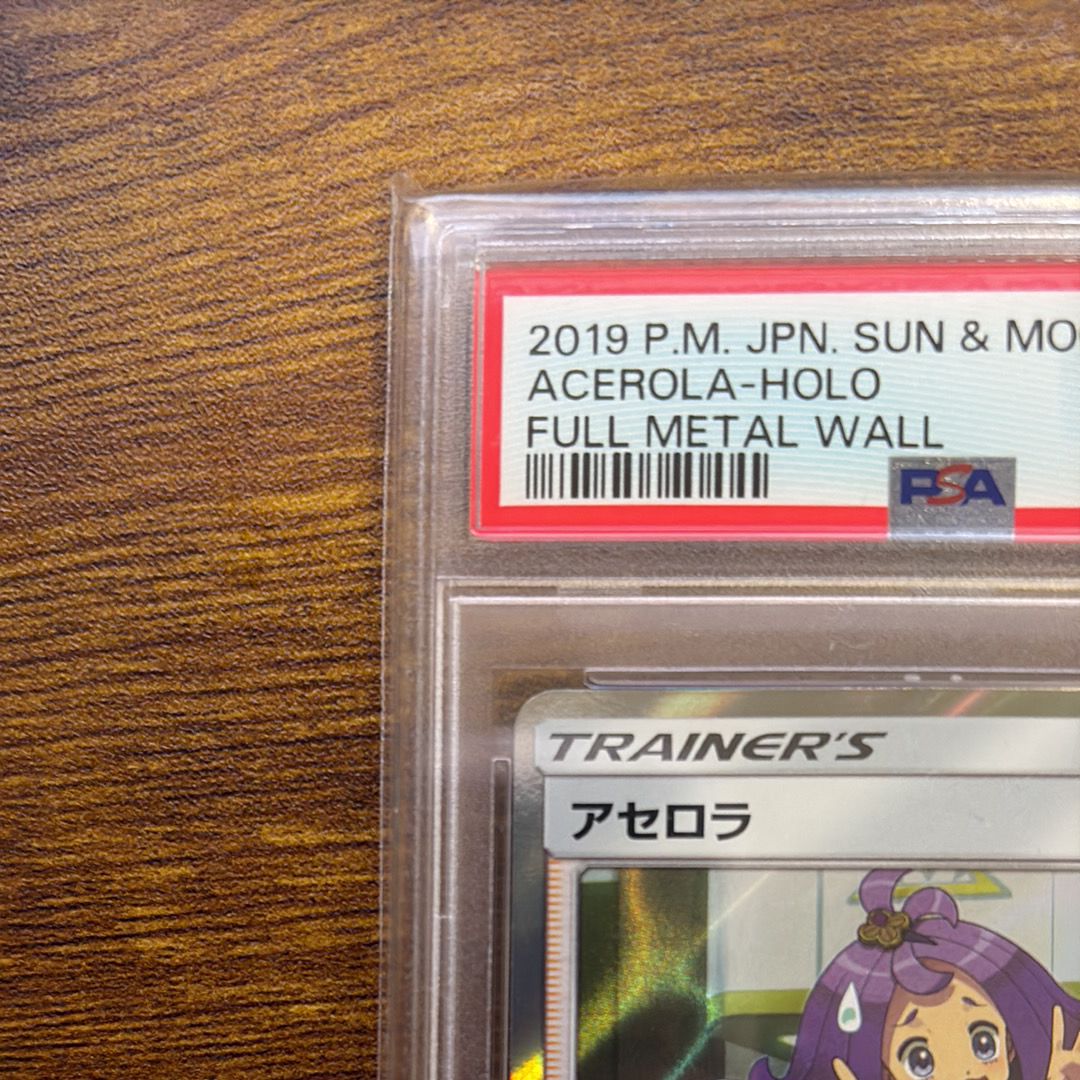 2019 P.M. JPN. SUN & MO
ACEROLA-HOLO
FULL METAL WALL
PSA
TRAINER'S
アセロラ